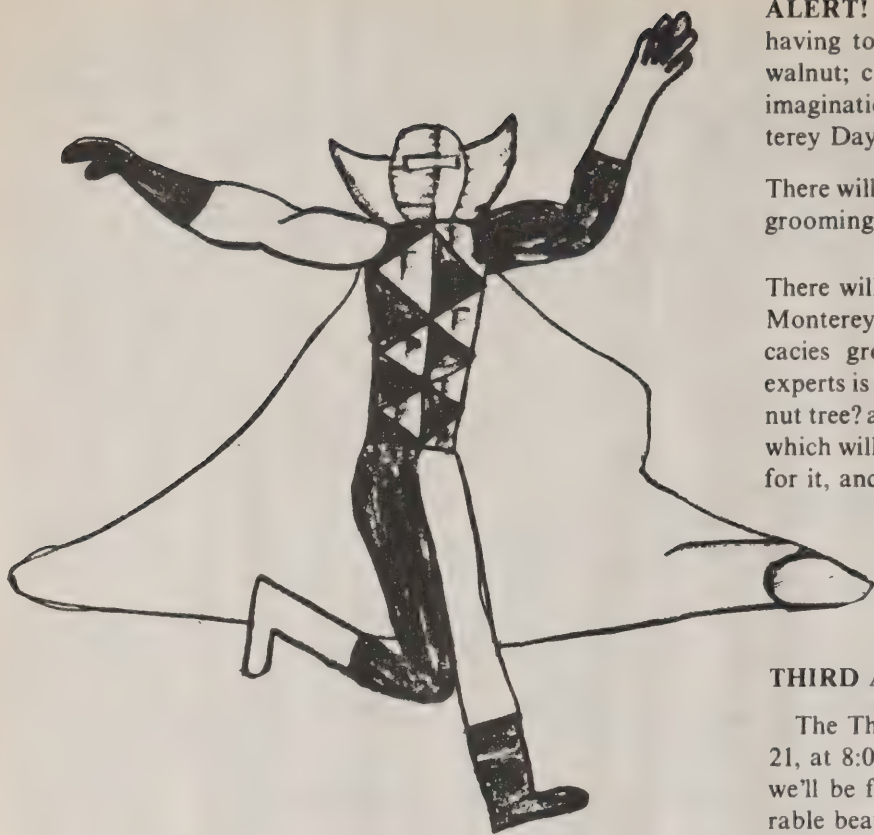 ALERT!
having to
walnut; c
imaginatio
terey Day
There will
grooming
There wil
Monterey
cacies gro
experts is
nut tree? a
which will
for it, and
THIRD A
The Th
21, at 8:0
we'll be f
rable bea